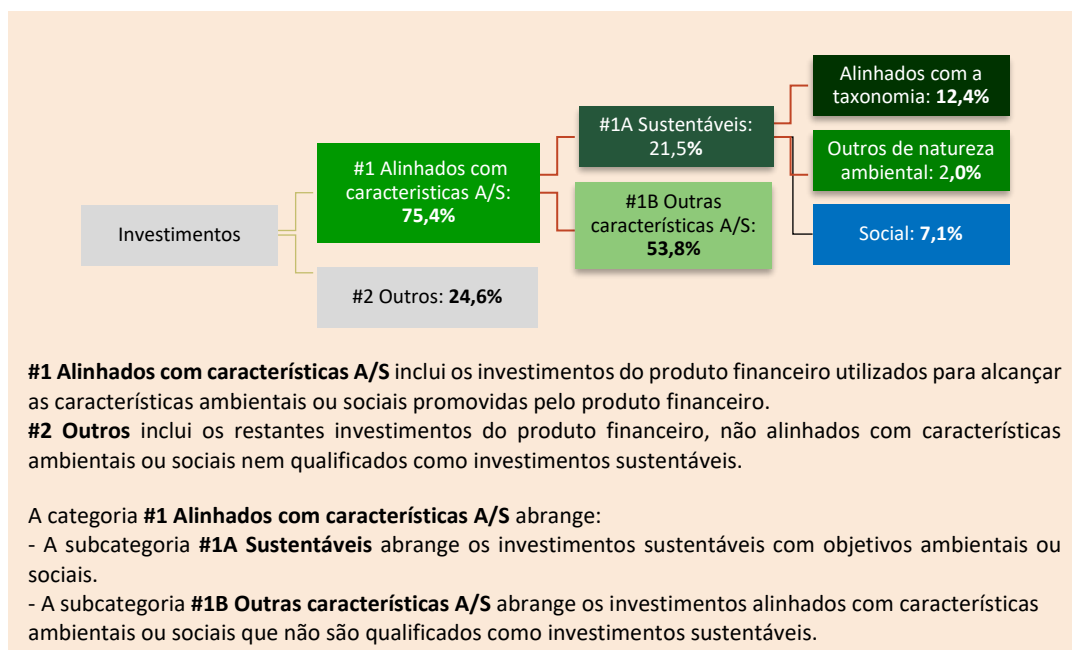 Investimentos
#1 Alinhados com
caracteristicas A/S:
75,4%
#2 Outros: 24,6%
#1A Sustentáveis:
21,5%
#1B Outras
características A/S:
53,8%
Alinhados com a
taxonomia: 12,4%
Outros de natureza
ambiental: 2,0%
Social: 7,1%
#1 Alinhados com características A/S inclui os investimentos do produto financeiro utilizados para alcançar
as características ambientais ou sociais promovidas pelo produto financeiro.
#2 Outros inclui os restantes investimentos do produto financeiro, não alinhados com características
ambientais ou sociais nem qualificados como investimentos sustentáveis.
A categoria #1 Alinhados com características A/S abrange:
- A subcategoria #1A Sustentáveis abrange os investimentos sustentáveis com objetivos ambientais ou
sociais.
- A subcategoria #1B Outras características A/S abrange os investimentos alinhados com características
ambientais ou sociais que não são qualificados como investimentos sustentáveis.